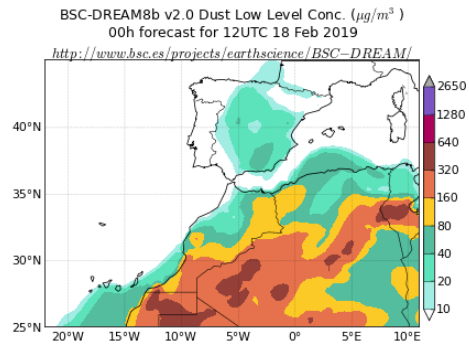 BSC-DREAM8b v2.0 Dust Low Level Conc. (μg/m³ )
00h forecast for 12UTC 18 Feb 2019
http://www.bsc.es/projects/earthscience/BSC−DREAM/
2650
1280
640
320
160
80
40
20
10
40°N
35°N
30°N
25°N
20°W 15°W 10°W 5°W 0° 5°E 10°E